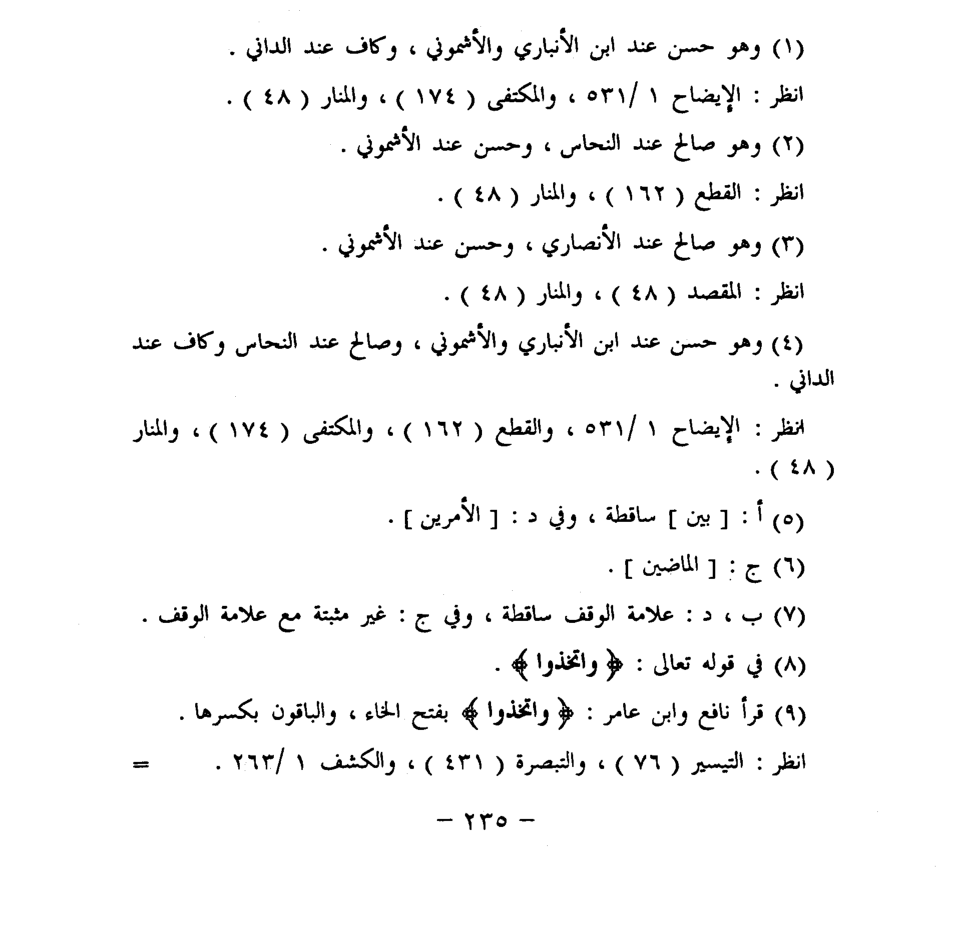 (١) وهو حسن عند ابن الأنباري والأشموني ، وكاف عند الداني .
انظر : الإيضاح ١ /٥٣١ ، والمكتفى ( ١٧٤ ) ، والمنار ( ٤٨ ) .
(٢) وهو صالح عند النحاس ، وحسن عند الأشموني .
انظر : القطع ( ١٦٢ ) ، والمنار ( ٤٨ ) .
(٣) وهو صالح عند الأنصاري ، وحسن عند الأشموني .
انظر : المقصد ( ٤٨ ) ، والمنار ( ٤٨ ) .
(٤) وهو حسن عند ابن الأنباري والأشموني ، وصالح عند النحاس وكاف عند
الداني .
انظر : الإيضاح ١ /٥٣١ ، والقطع ( ١٦٢ ) ، والمكتفى ( ١٧٤ ) ، والمنار
( ٤٨ ) .
(٥) أ : [ بين ] ساقطة ، وفي د : [ الأمرين ] .
(٦) ج : [ الماضين ] .
(٧) ب ، د : علامة الوقف ساقطة ، وفي ج : غير مثبتة مع علامة الوقف .
(٨) في قوله تعالى : ﴿ واتخذوا ﴾ .
(٩) قرأ نافع وابن عامر : ﴿ واتخذوا ﴾ بفتح الخاء ، والباقون بكسرها .
انظر : التيسير ( ٧٦ ) ، والتبصرة ( ٤٣١ ) ، والكشف ١ /٢٦٣ . =
– ٢٣٥ –